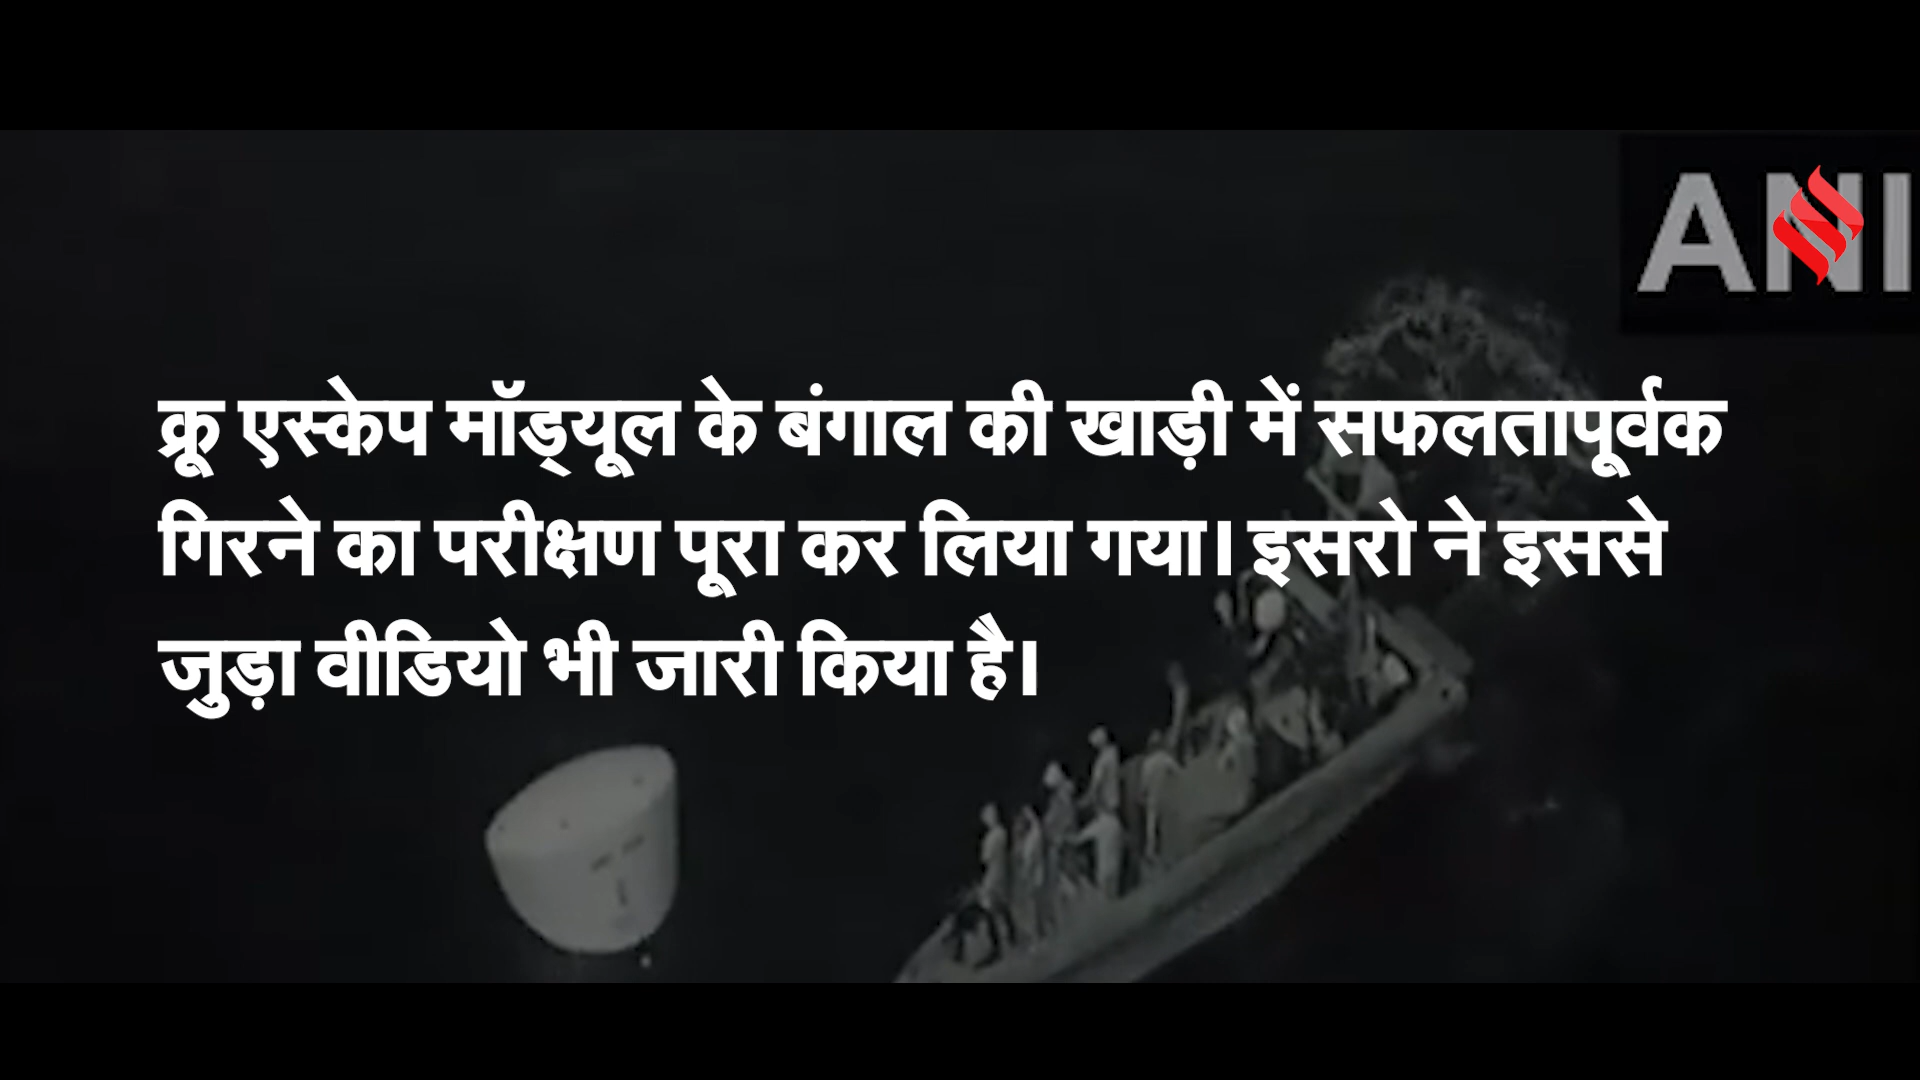 ANI
क्रू एस्केप मॉड्यूल के बंगाल की खाड़ी में सफलतापूर्वक
गिरने का परीक्षण पूरा कर लिया गया। इसरो ने इससे
जुड़ा वीडियो भी जारी किया है।